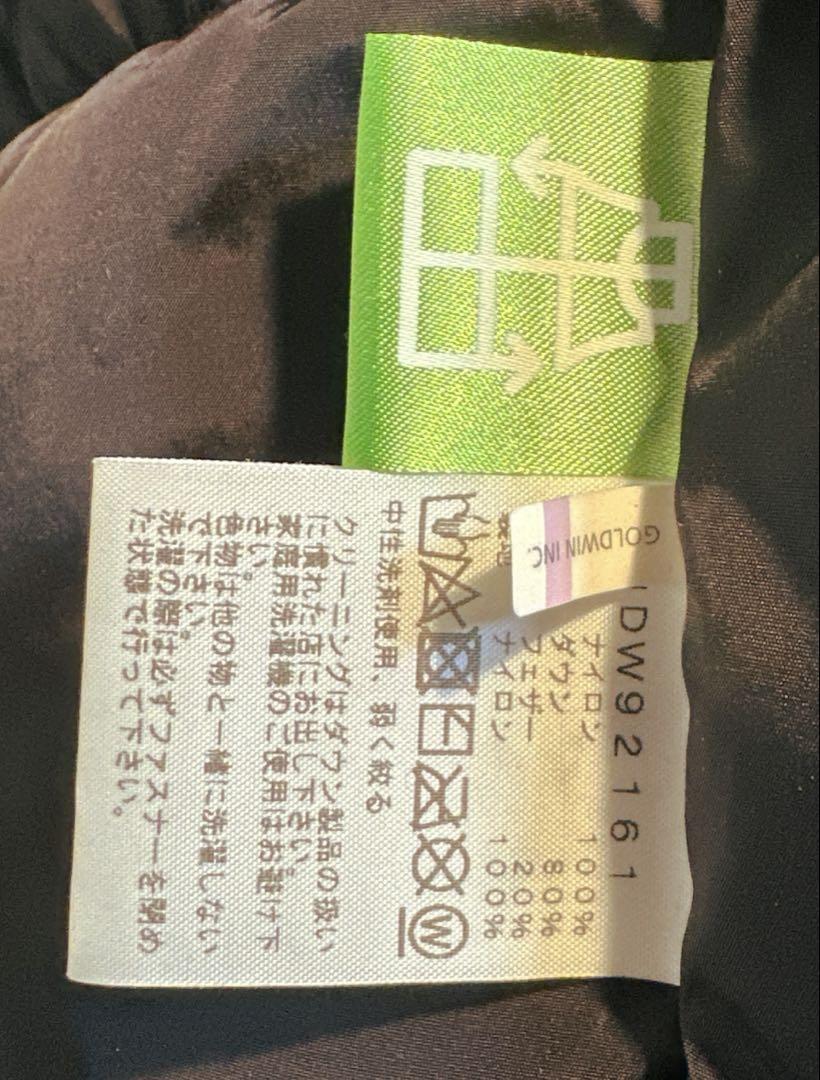 GOLDWIN INC.
DW92161
ナイロン 100%
ダウン 80%
フェザー 20%
ナイロン 100%
W
中性洗剤使用、弱く絞る
クリーニングはダウン製品の扱い
に慣れた店にお出し下さい。
家庭用洗濯機のご使用はお避け下
さい。
色物は他の物と一緒に洗濯しない
で下さい。
洗濯の際は必ずファスナーを閉め
た状態で行って下さい。